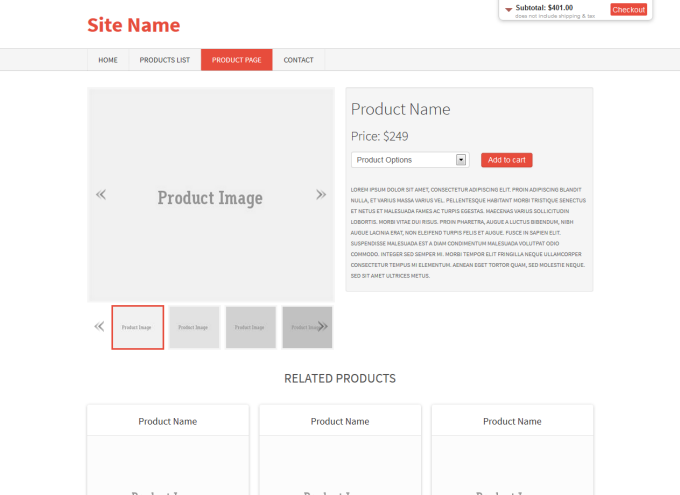 Subtotal: $401.00
does not include shipping & tax
Checkout
Site Name
HOME
PRODUCTS LIST
PRODUCT PAGE
CONTACT
Product Image
Product Name
Price: $249
Product Options
Add to cart
LOREM IPSUM DOLOR SIT AMET, CONSECTETUR ADIPISCING ELIT. PROIN ADIPISCING BLANDIT
NULLA, ET VARIUS MASSA VARIUS VEL. PELLENTESQUE HABITANT MORBI TRISTIQUE SENECTUS
ET NETUS ET MALESUADA FAMES AC TURPIS EGESTAS. MAECENAS VARIUS SOLLICITUDIN
LOBORTIS. MORBI VITAE DUI RISUS. PROIN PHARETRA, AUGUE A LUCTUS BIBENDUM, NIBH
AUGUE LACINIA ERAT, NON ELEIFEND TURPIS FELIS ET AUGUE. FUSCE IN SAPIEN ELIT.
SUSPENDISSE MALESUADA EST A DIAM CONDIMENTUM MALESUADA VOLUTPAT ODIO
COMMODO. INTEGER SED SEMPER MI. MORBI TEMPOR ELIT FRINGILLA NEQUE ULLAMCORPER
CONSECTETUR TEMPUS MI ELEMENTUM. AENEAN EGET TORTOR QUAM, SED MOLESTIE NEQUE.
SED SIT AMET ULTRICES METUS.
Product Image
Product Image
Product Image
Product Image
RELATED PRODUCTS
Product Name
Product Name
Product Name